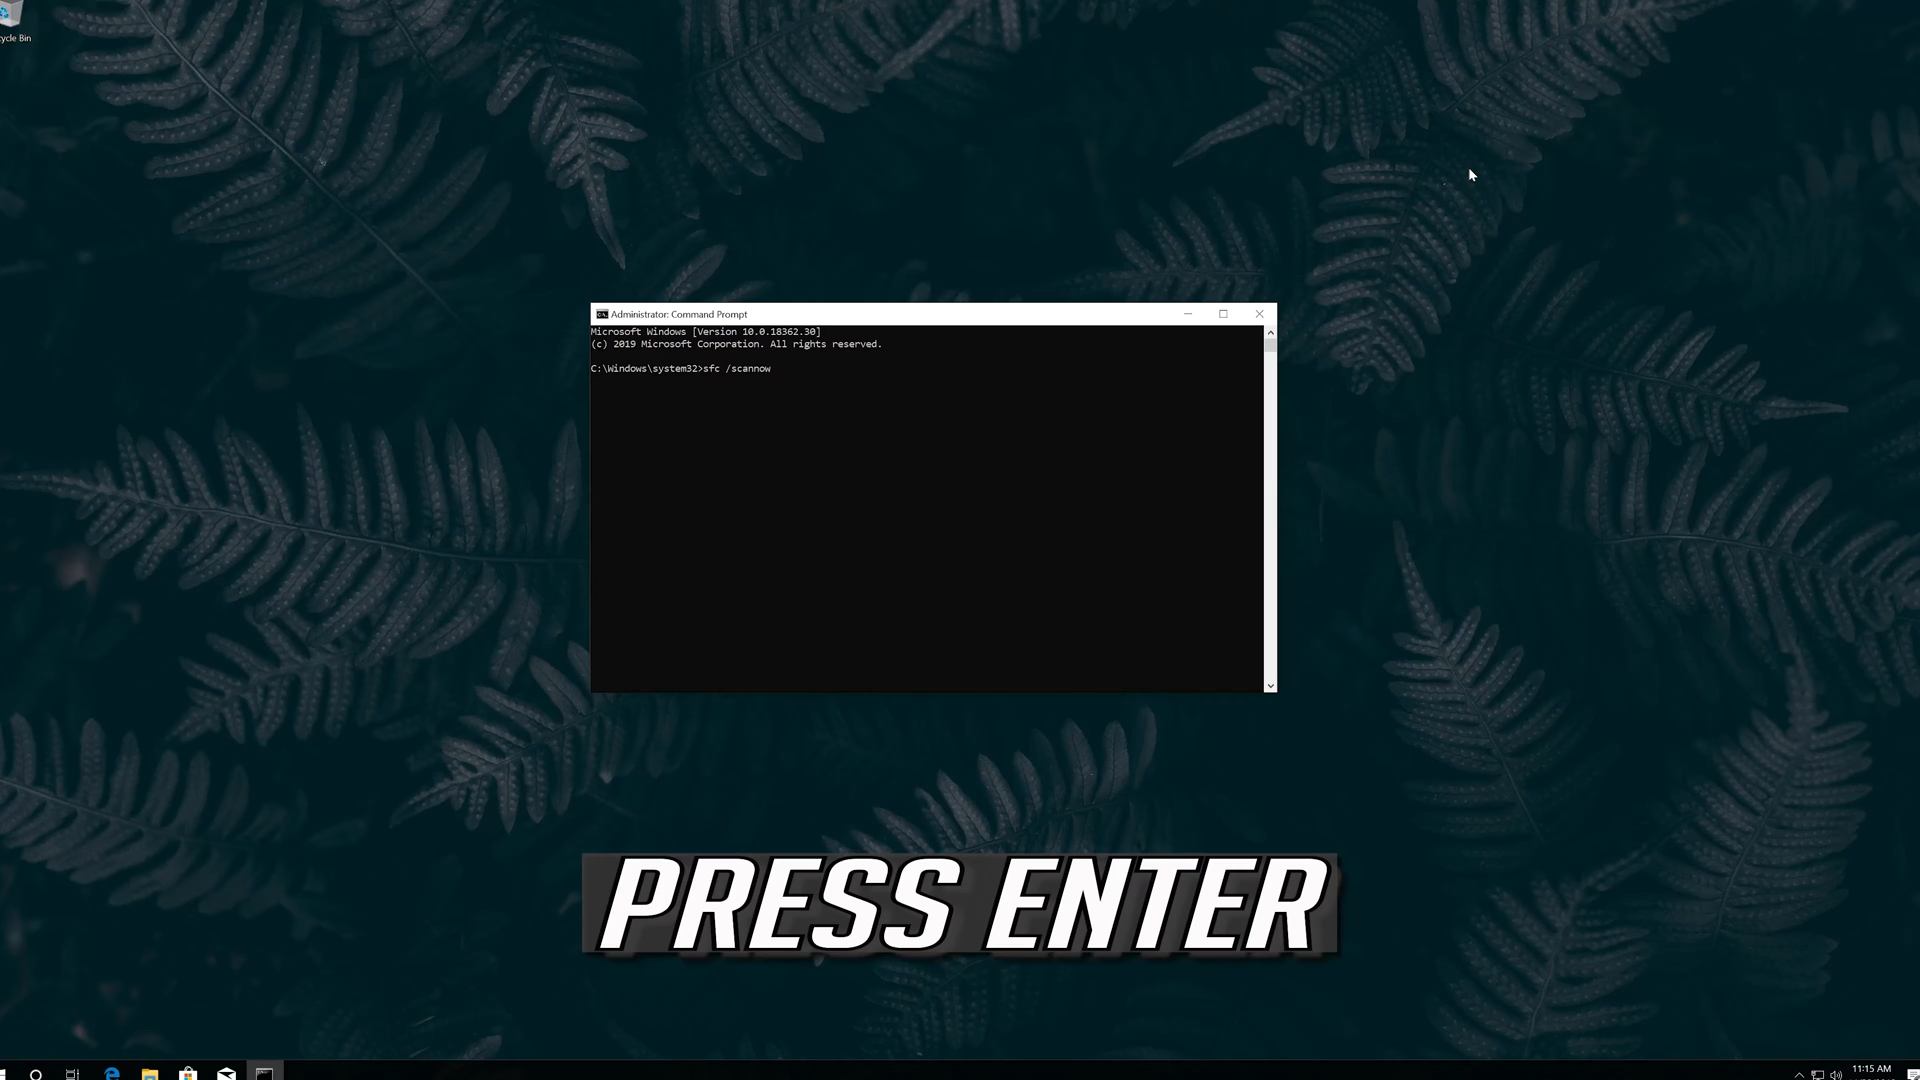 cycle Bin
Administrator: Command Prompt
Microsoft Windows [Version 10.0.18362.30]
(c) 2019 Microsoft Corporation. All rights reserved.
C:\Windows\system32>sfc /scannow
PRESS ENTER
11:15 AM